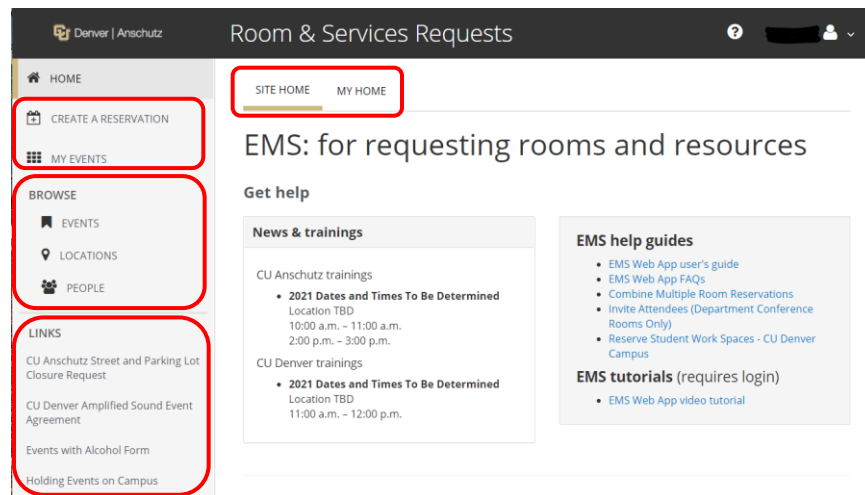 Denver | Anschutz
Room & Services Requests
?
HOME
CREATE A RESERVATION
MY EVENTS
BROWSE
EVENTS
LOCATIONS
PEOPLE
LINKS
CU Anschutz Street and Parking Lot
Closure Request
CU Denver Amplified Sound Event
Agreement
Events with Alcohol Form
Holding Events on Campus
SITE HOME MY HOME
EMS: for requesting rooms and resources
Get help
News & trainings
CU Anschutz trainings
• 2021 Dates and Times To Be Determined
Location TBD
10:00 a.m. – 11:00 a.m.
2:00 p.m. – 3:00 p.m.
CU Denver trainings
• 2021 Dates and Times To Be Determined
Location TBD
11:00 a.m. – 12:00 p.m.
EMS help guides
• EMS Web App user's guide
• EMS Web App FAQs
• Combine Multiple Room Reservations
• Invite Attendees (Department Conference
Rooms Only)
• Reserve Student Work Spaces - CU Denver
Campus
EMS tutorials (requires login)
• EMS Web App video tutorial